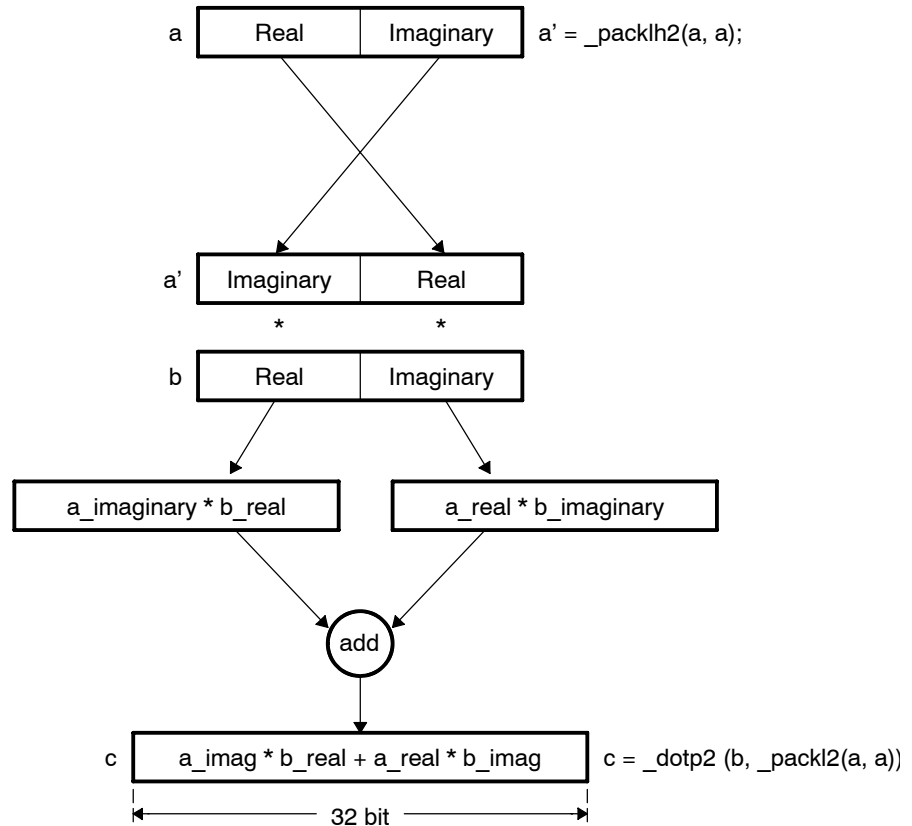 a Real Imaginary a’ = _packlh2(a, a);
a’ Imaginary Real
* *
b Real Imaginary
a_imaginary * b_real a_real * b_imaginary
add
c a_imag * b_real + a_real * b_imag c = _dotp2 (b, _packl2(a, a))
32 bit